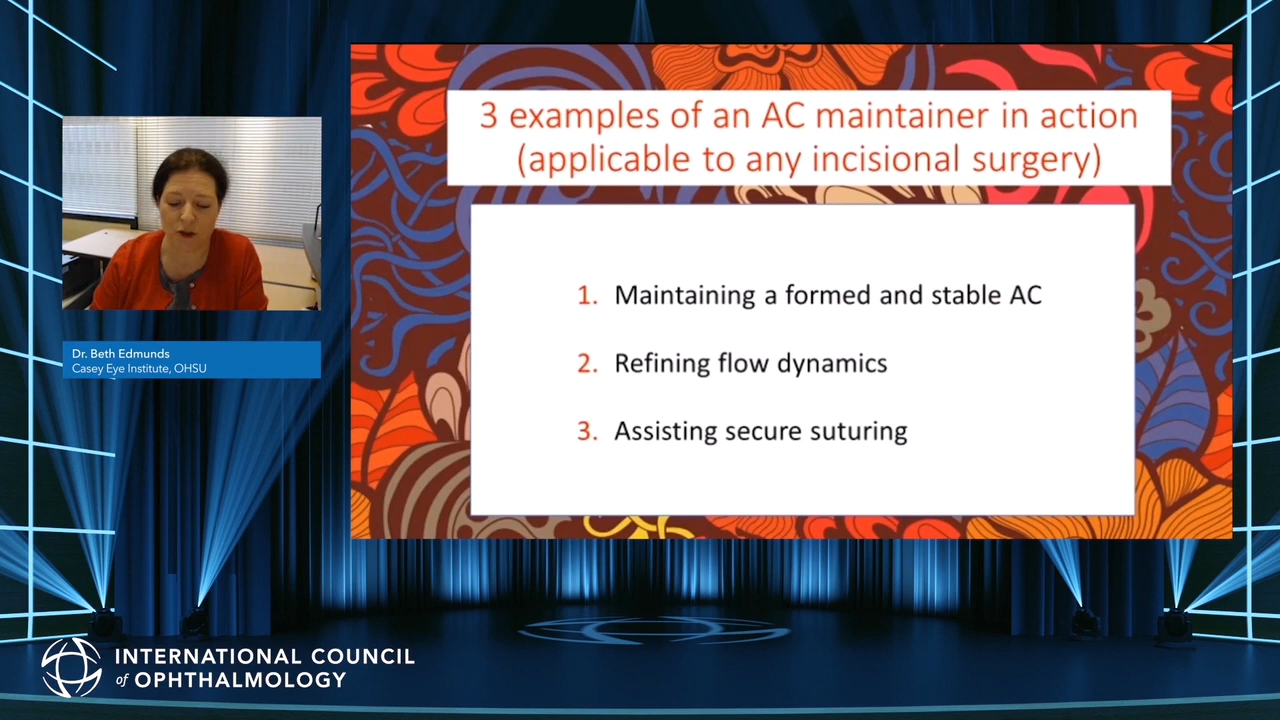 3 examples of an AC maintainer in action
(applicable to any incisional surgery)
1. Maintaining a formed and stable AC
2. Refining flow dynamics
3. Assisting secure suturing
Dr. Beth Edmunds
Casey Eye Institute, OHSU
INTERNATIONAL COUNCIL
of OPHTHALMOLOGY